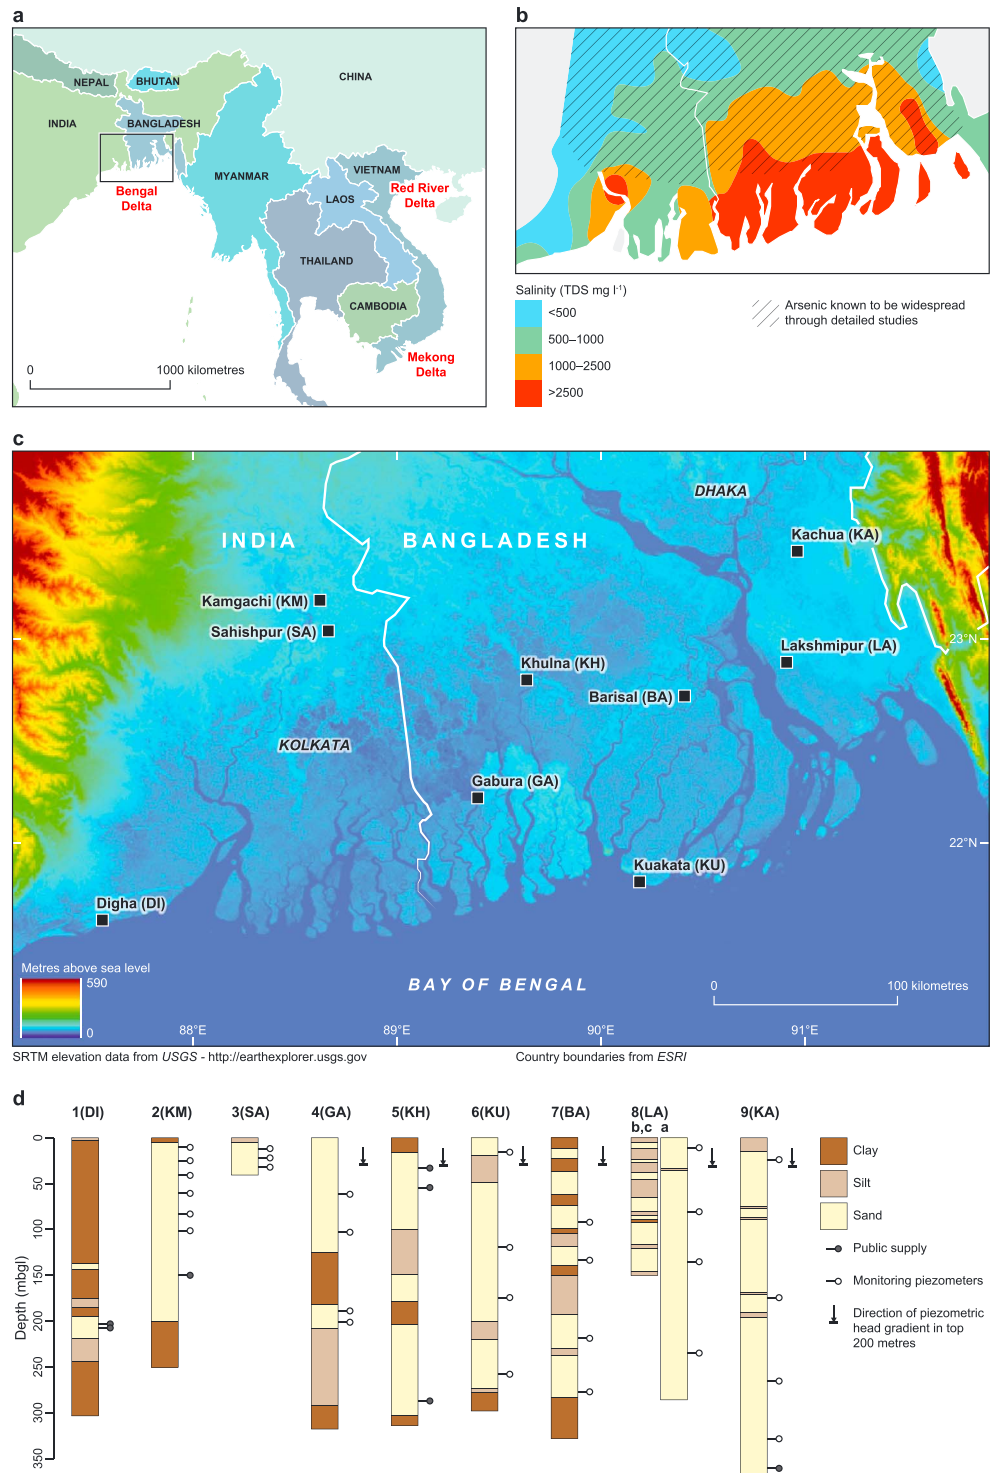 a
NEPAL
BHUTAN
CHINA
INDIA
BANGLADESH
MYANMAR
VIETNAM
LAOS
THAILAND
CAMBODIA
Bengal
Delta
Red River
Delta
Mekong
Delta
0 1000 kilometres
b
Salinity (TDS mg l-1)
<500
500–1000
1000–2500
>2500
Arsenic known to be widespread
through detailed studies
c
DHAKA
INDIA BANGLADESH
Kachua (KA)
Kamgachi (KM)
Sahishpur (SA)
23°N
Lakshmipur (LA)
Khulna (KH)
Barisal (BA)
KOLKATA
Gabura (GA)
22°N
Kuakata (KU)
Digha (DI)
Metres above sea level
590
0
BAY OF BENGAL
0 100 kilometres
88°E 89°E 90°E 91°E
SRTM elevation data from USGS - http://earthexplorer.usgs.gov
Country boundaries from ESRI
d
1(DI) 2(KM) 3(SA) 4(GA) 5(KH) 6(KU) 7(BA) 8(LA) 9(KA)
b,c a
Depth (mbgl)
0
50
100
150
200
250
300
350
Clay
Silt
Sand
Public supply
Monitoring piezometers
Direction of piezometric
head gradient in top
200 metres